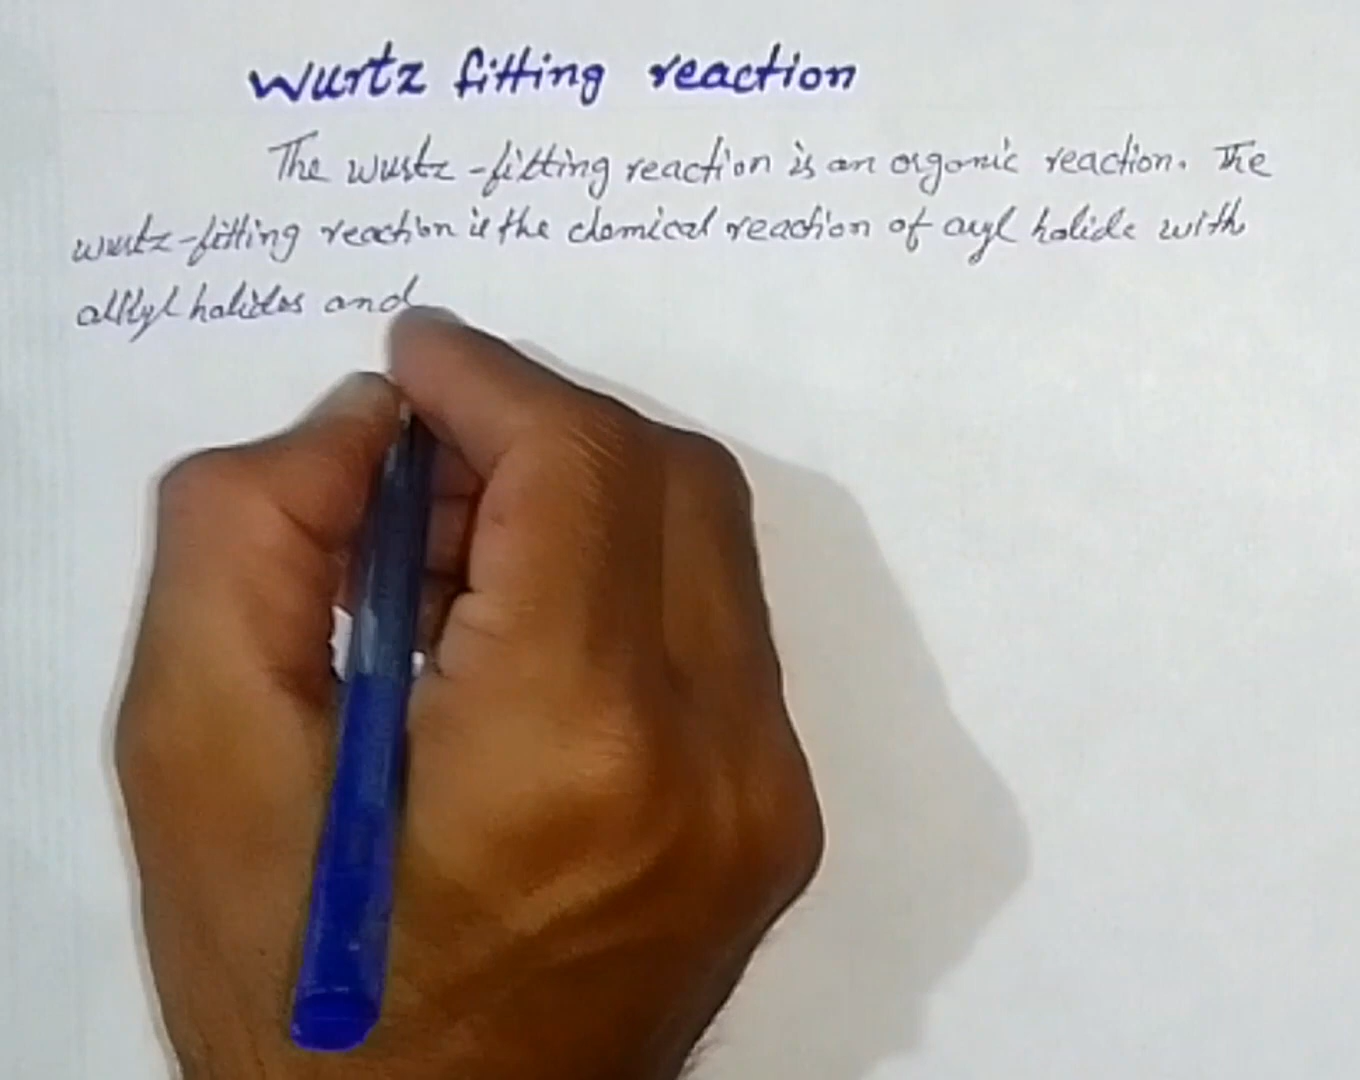 Wurtz fitting reaction
The wurtz-fitting reaction is an organic reaction. The
wurtz-fitting reaction is the chemical reaction of aryl halide with
alkyl halides and